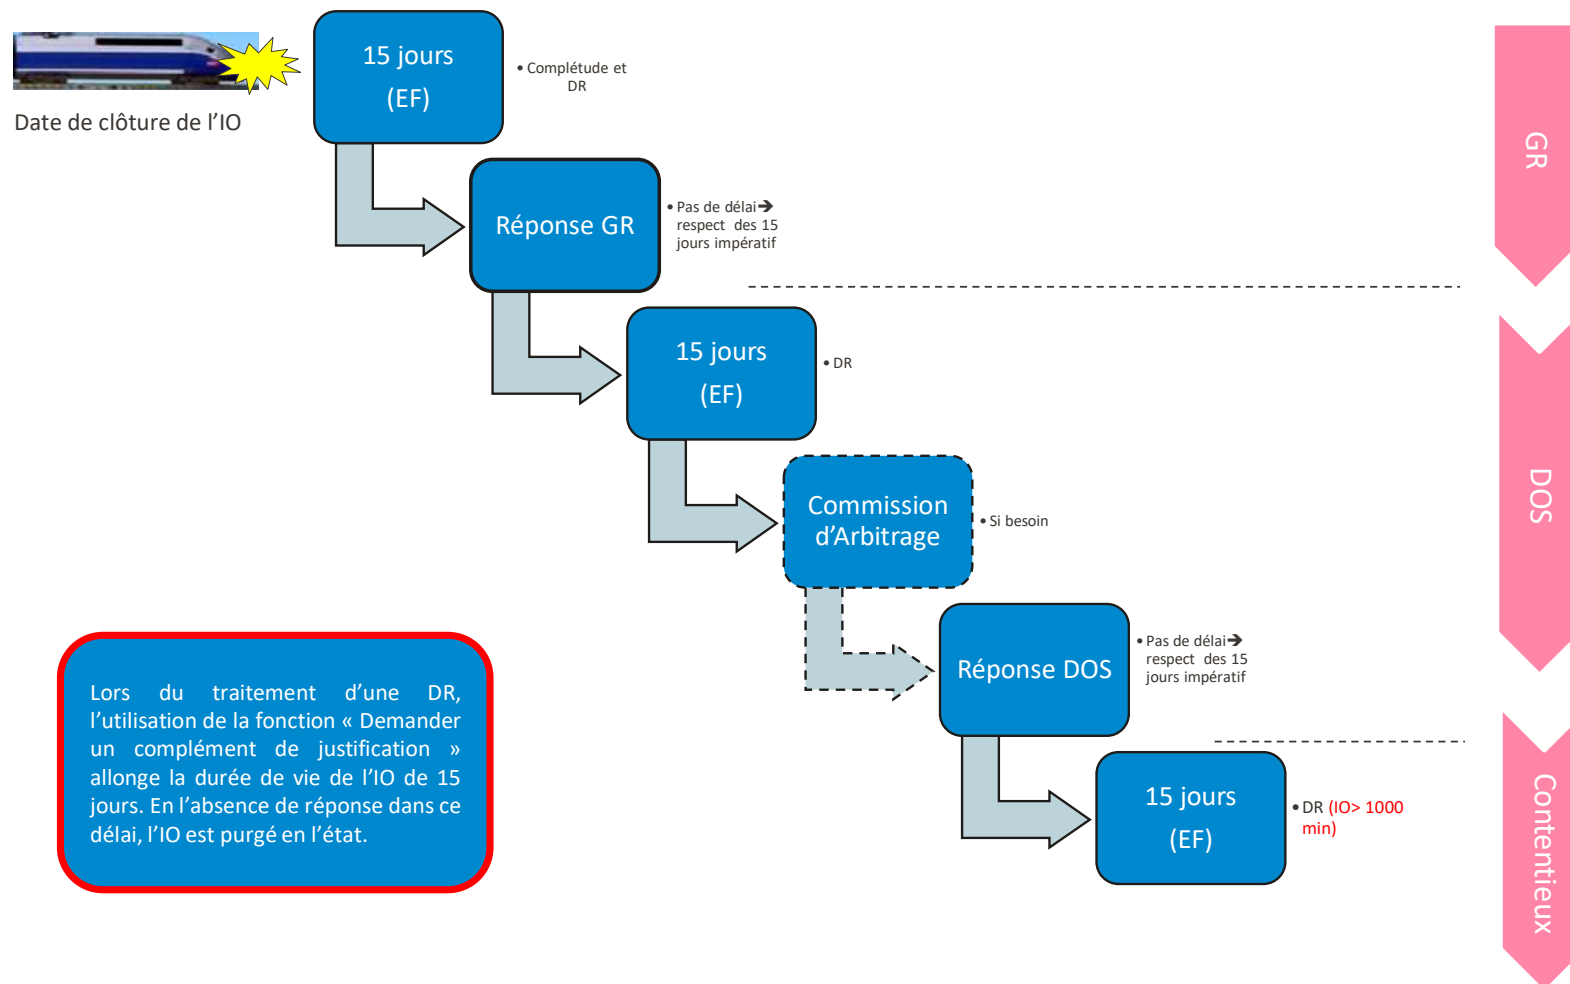 15 jours
(EF)
• Complétude et
DR
Date de clôture de l’IO
GR
Réponse GR
• Pas de délai➔
respect des 15
jours impératif
15 jours
(EF)
• DR
DOS
Commission
d’Arbitrage
• Si besoin
Réponse DOS
• Pas de délai➔
respect des 15
jours impératif
Lors du traitement d’une DR,
l’utilisation de la fonction « Demander
un complément de justification »
allonge la durée de vie de l’IO de 15
jours. En l’absence de réponse dans ce
délai, l’IO est purgé en l’état.
15 jours
(EF)
• DR (IO> 1000
min)
Contentieux